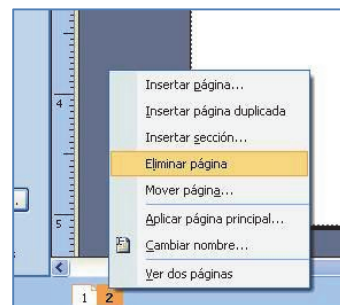 Insertar página...
Insertar página duplicada
Insertar sección...
Eliminar página
Mover página...
Aplicar página principal...
Cambiar nombre...
Ver dos páginas
4
5
1 2